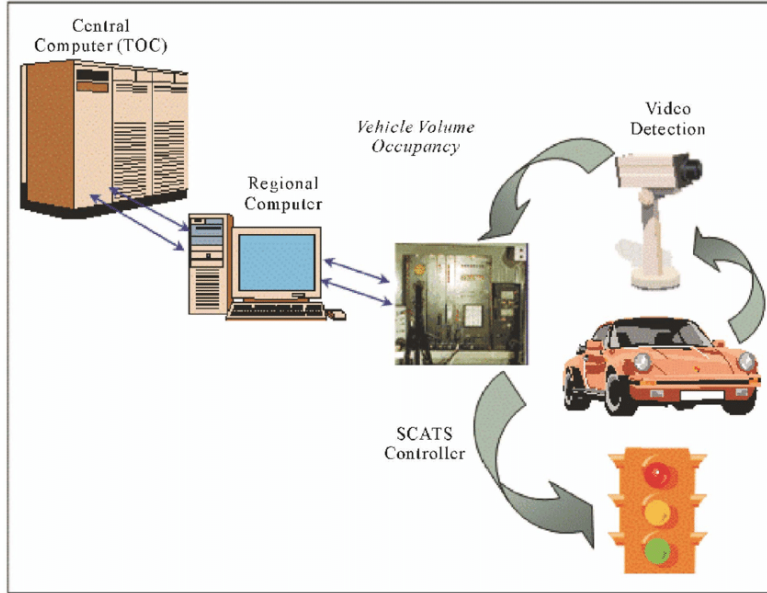 Central
Computer (TOC)
Vehicle Volume
Occupancy
Video
Detection
Regional
Computer
SCATS
Controller